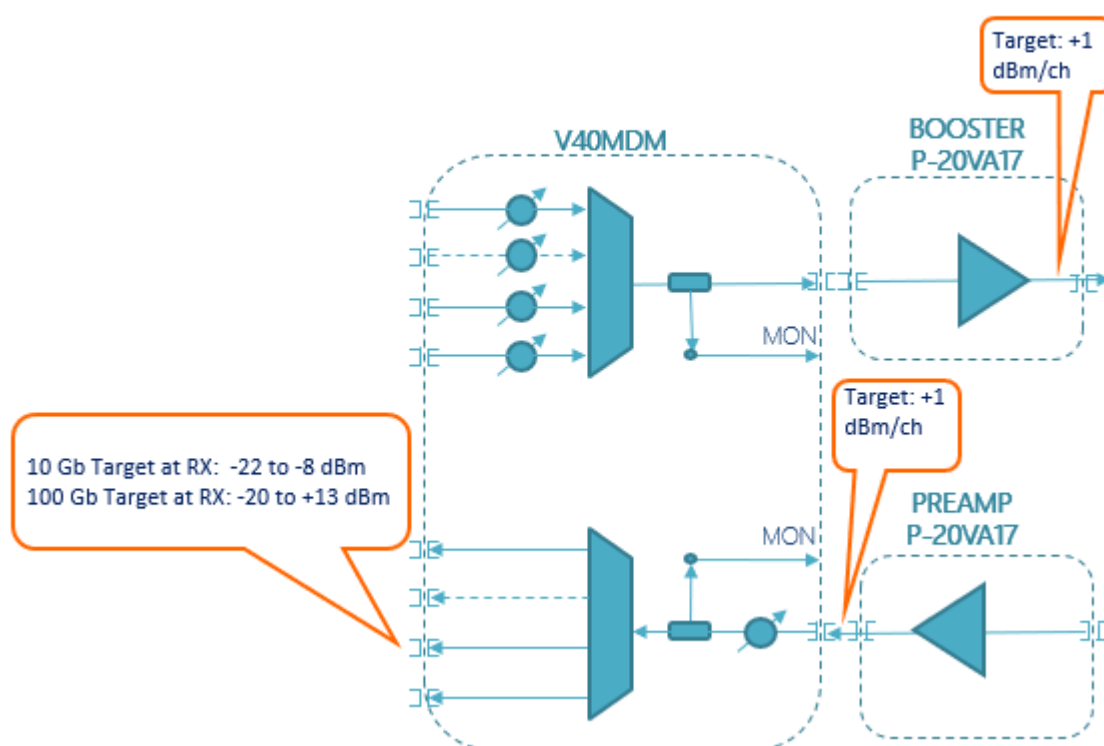 Target: +1
dBm/ch
BOOSTER
P-20VA17
V40MDM
MON
Target: +1
dBm/ch
10 Gb Target at RX: -22 to -8 dBm
100 Gb Target at RX: -20 to +13 dBm
PREAMP
P-20VA17
MON